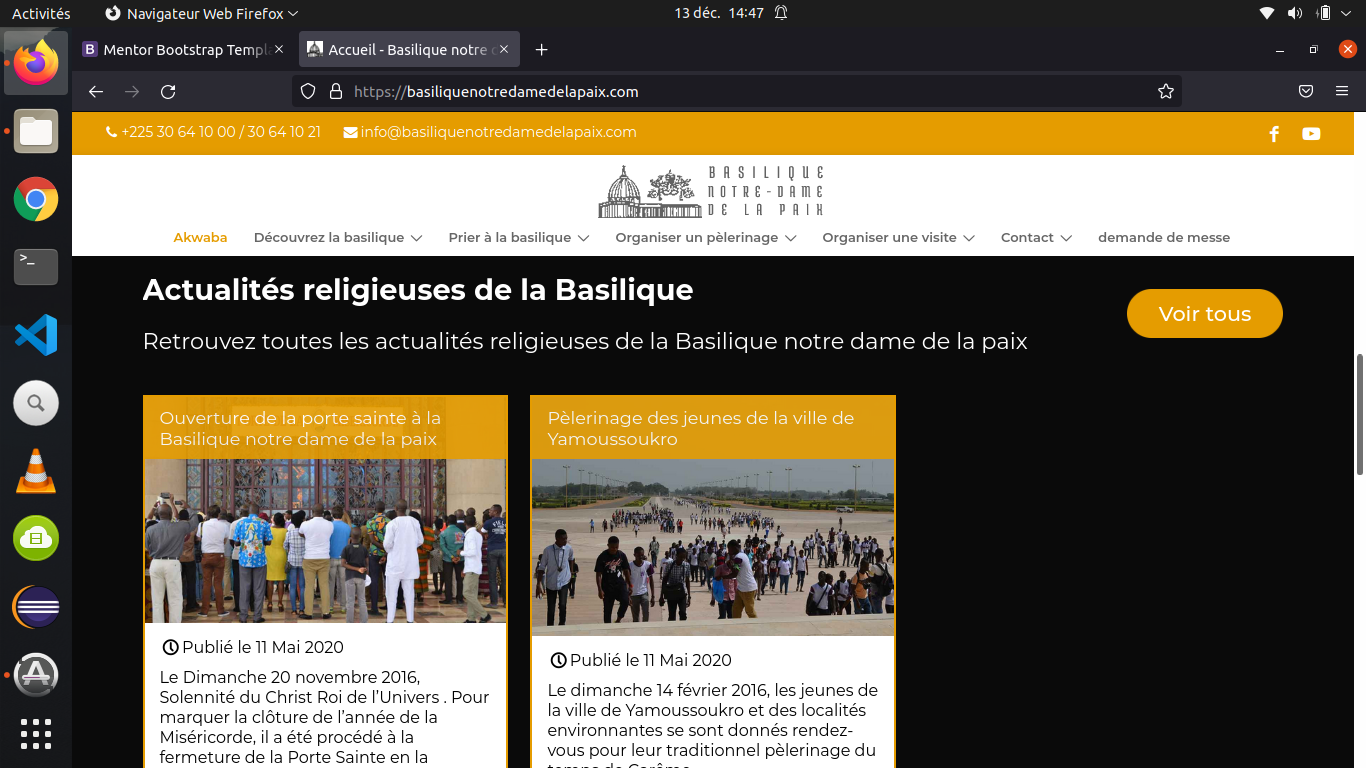 Activités
Navigateur Web Firefox
13 déc. 14:47
Mentor Bootstrap Templ
Accueil - Basilique notre d
https://basiliquenotredamedelapaix.com
+225 30 64 10 00 / 30 64 10 21
info@basiliquenotredamedelapaix.com
BASILIQUE
NOTRE-DAME
DE LA PAIX
Akwaba
Découvrez la basilique
Prier à la basilique
Organiser un pèlerinage
Organiser une visite
Contact
demande de messe
Actualités religieuses de la Basilique
Voir tous
Retrouvez toutes les actualités religieuses de la Basilique notre dame de la paix
Ouverture de la porte sainte à la
Basilique notre dame de la paix
Publié le 11 Mai 2020
Le Dimanche 20 novembre 2016,
Solennité du Christ Roi de l’Univers . Pour
marquer la clôture de l’année de la
Miséricorde, il a été procédé à la
fermeture de la Porte Sainte en la
Pèlerinage des jeunes de la ville de
Yamoussoukro
Publié le 11 Mai 2020
Le dimanche 14 février 2016, les jeunes de
la ville de Yamoussoukro et des localités
environnantes se sont donnés rendez-
vous pour leur traditionnel pèlerinage du
temps de Carême